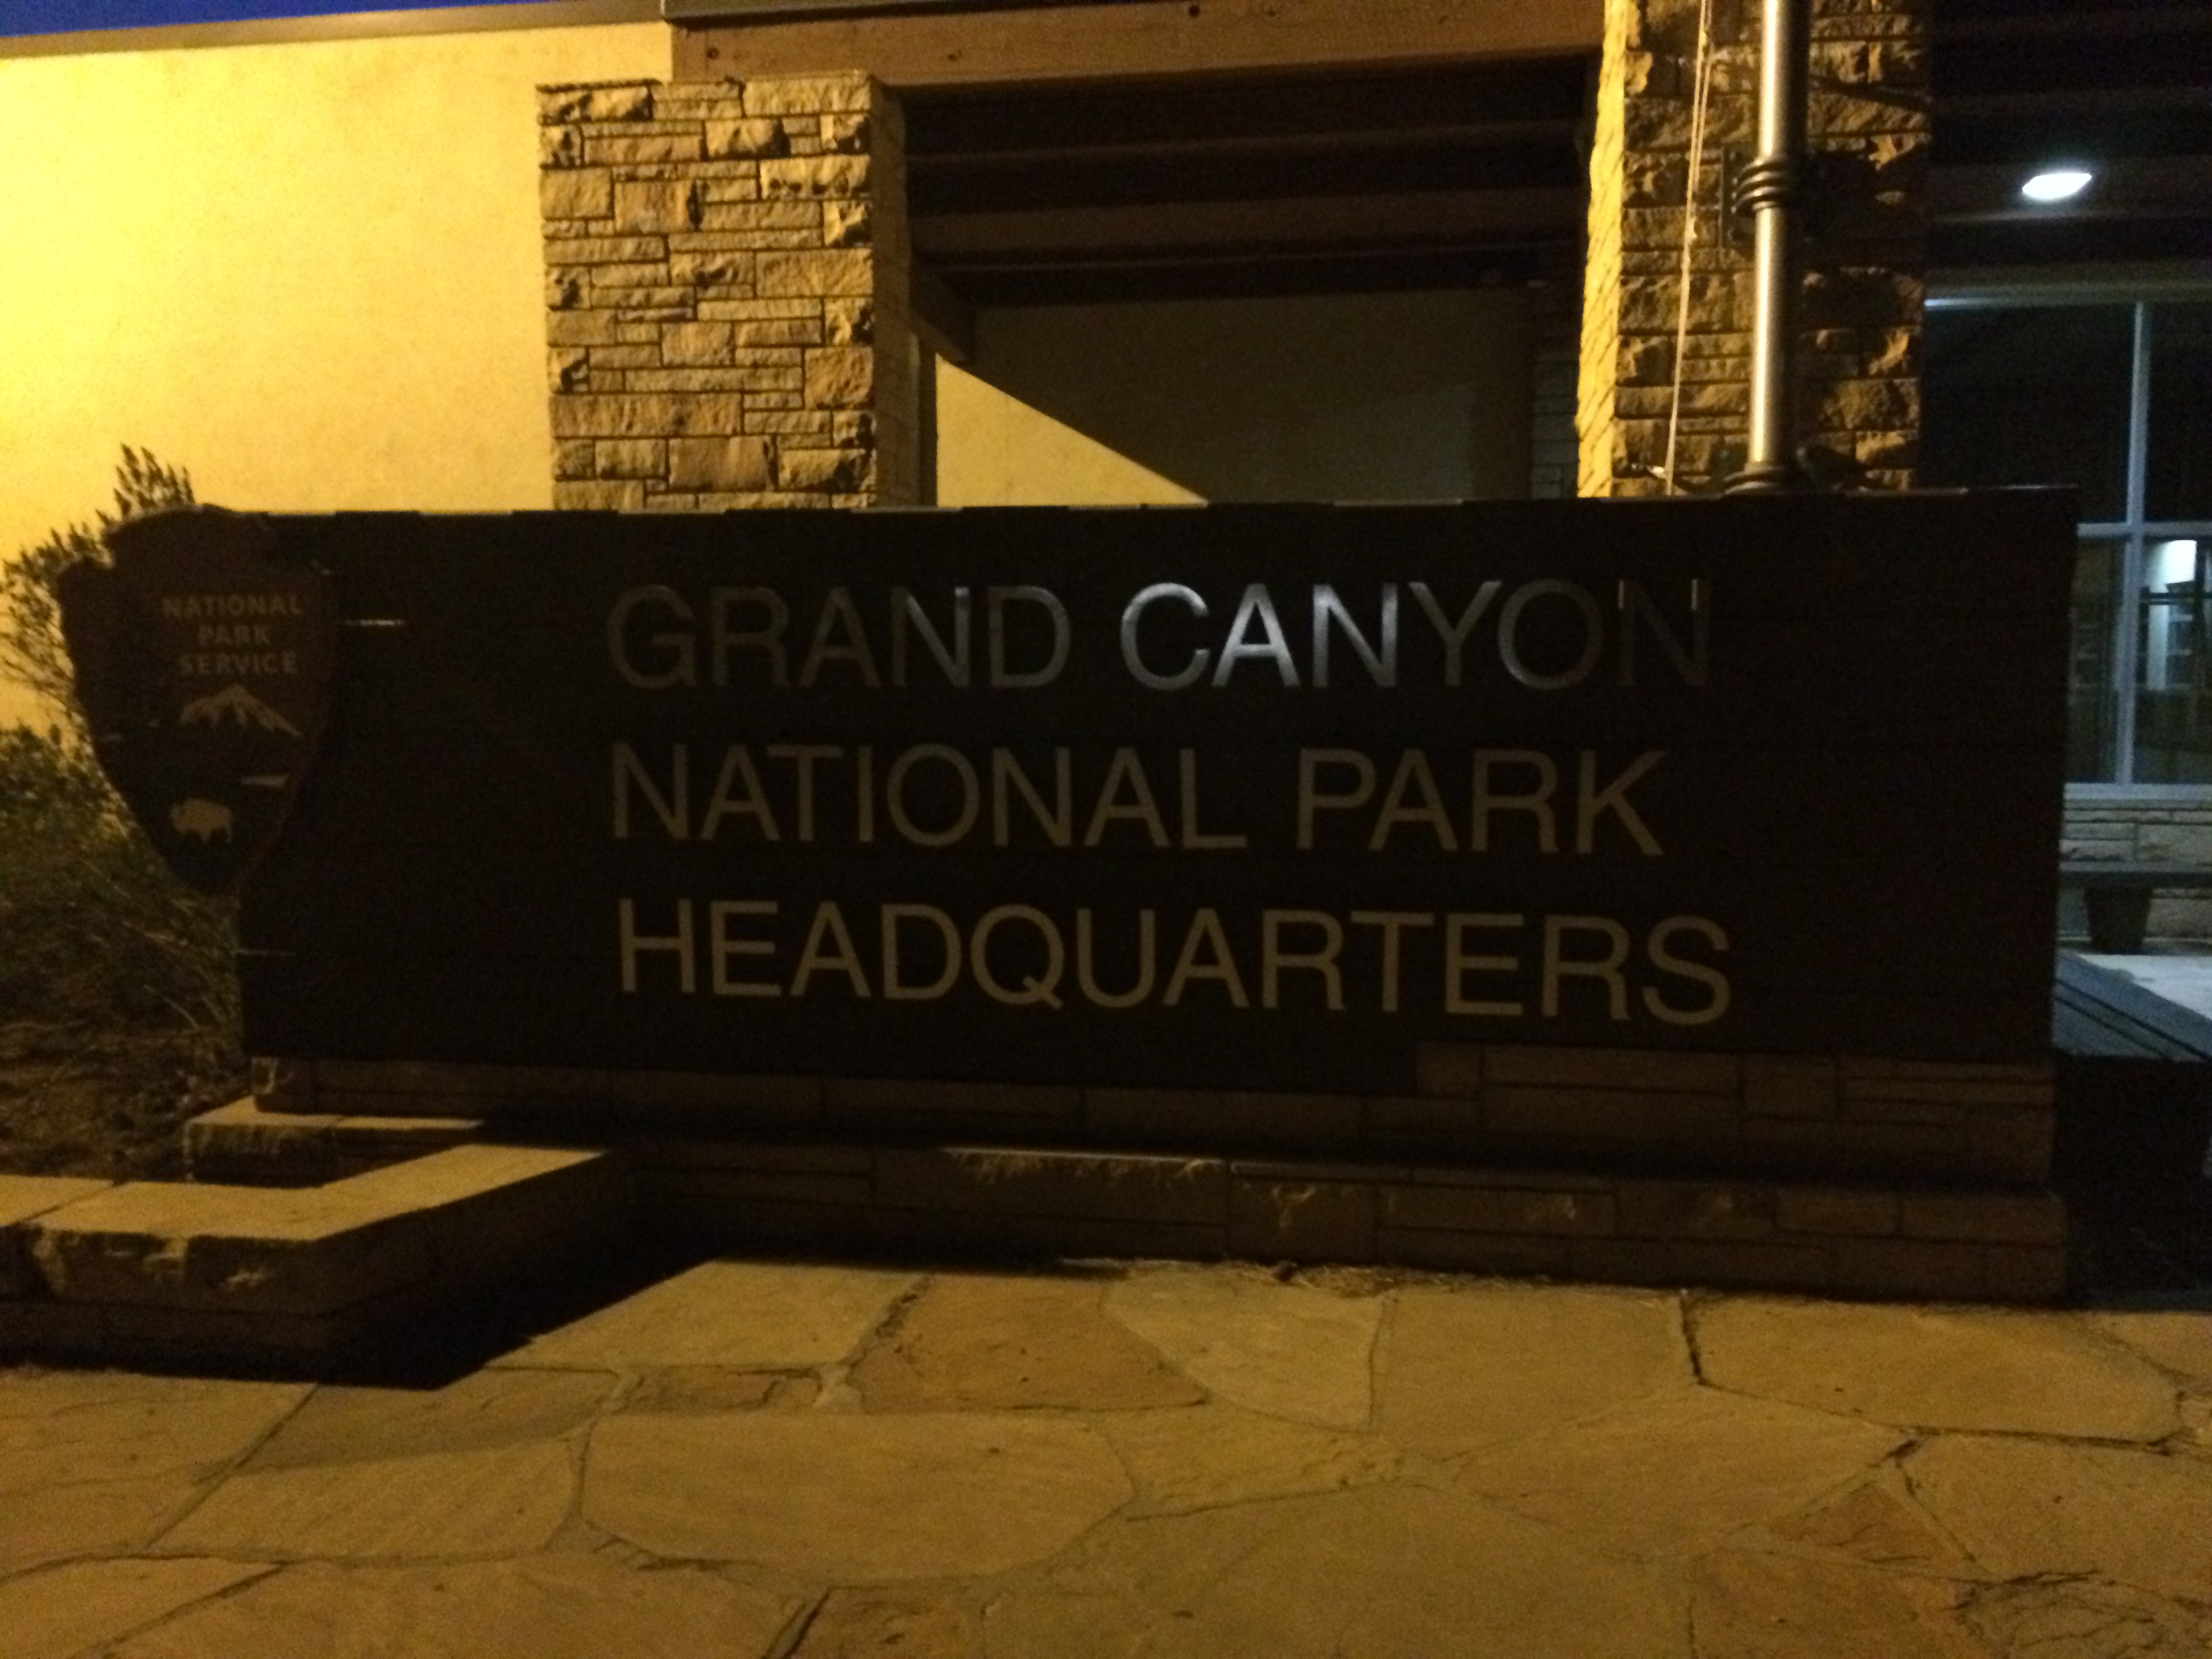 NATIONAL
PARK
SERVICE
GRAND CANYON
NATIONAL PARK
HEADQUARTERS